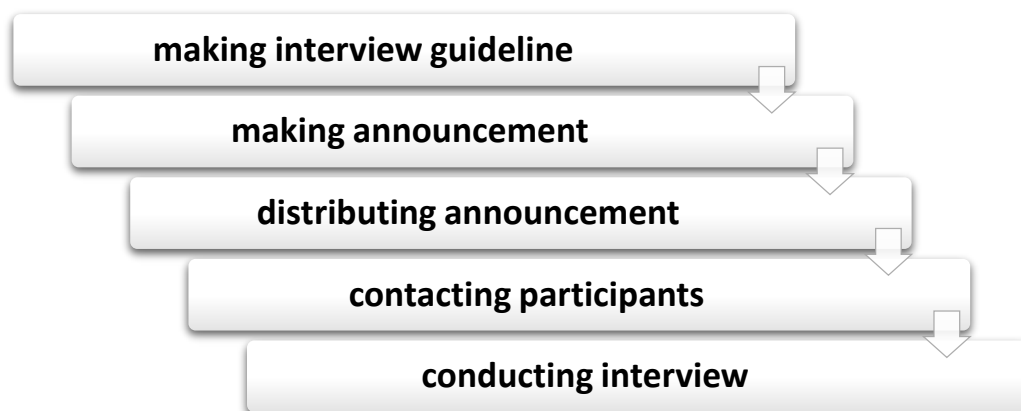 making interview guideline
making announcement
distributing announcement
contacting participants
conducting interview